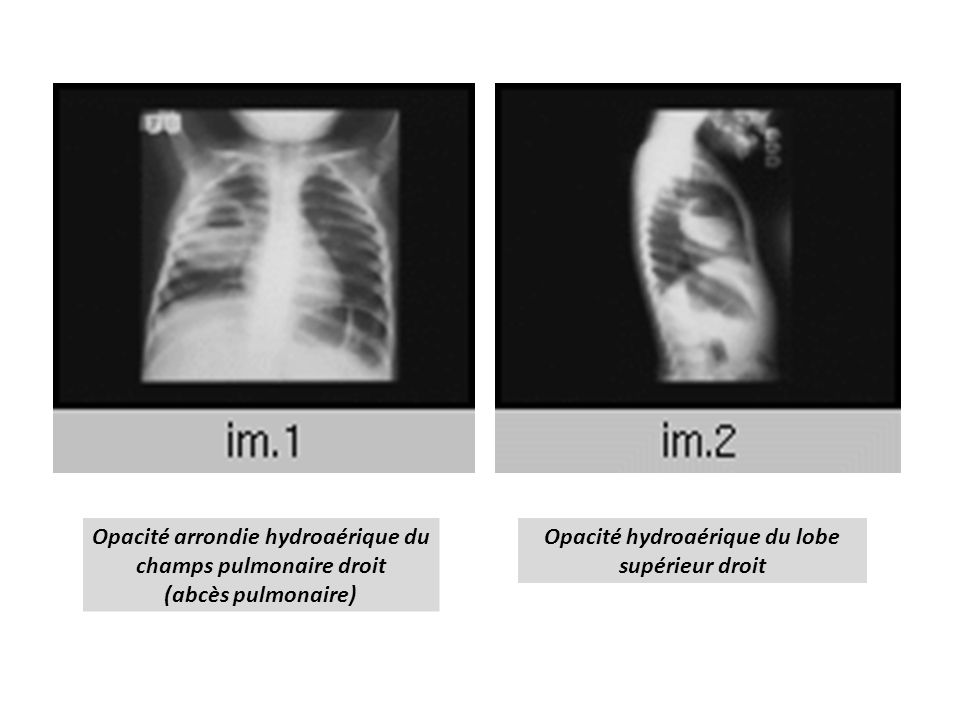 im.1
im.2
Opacité arrondie hydroaérique du
champs pulmonaire droit
(abcès pulmonaire)
Opacité hydroaérique du lobe
supérieur droit